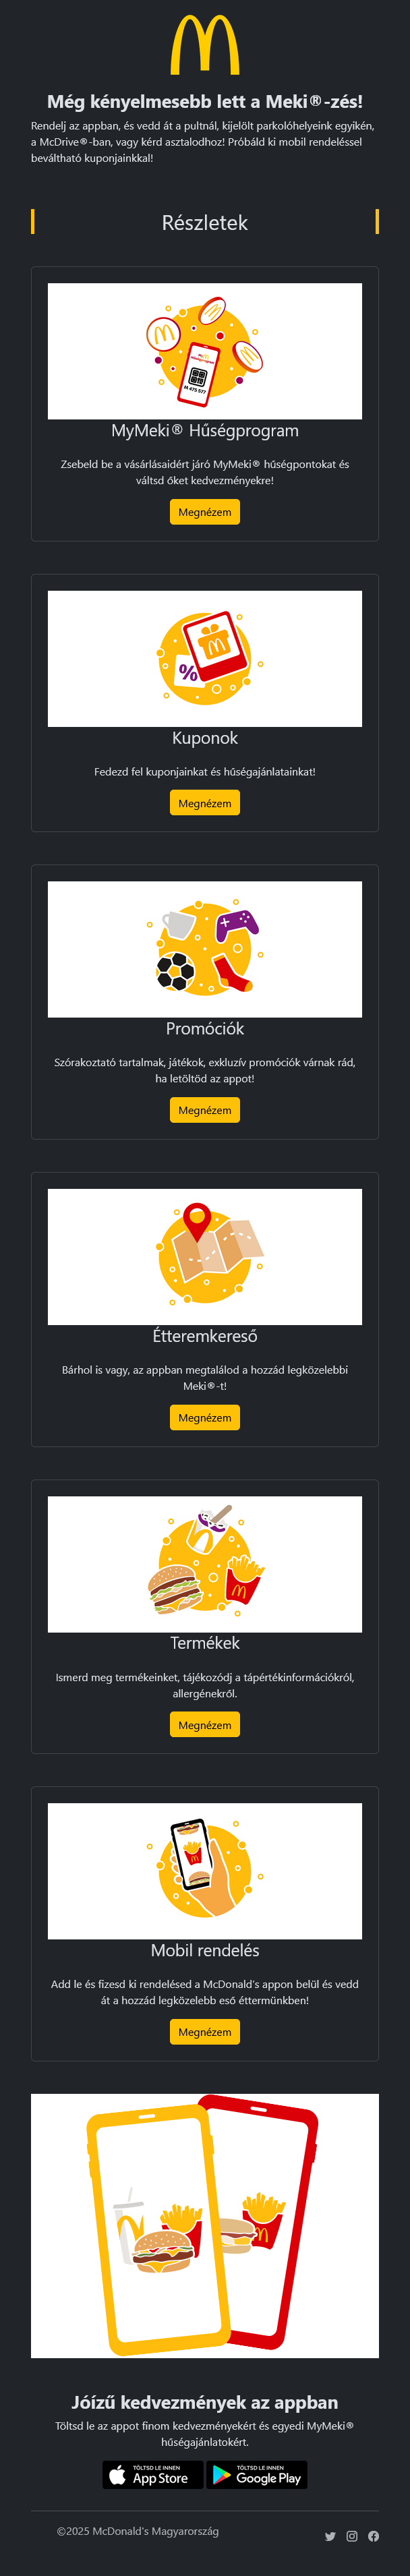 Még kényelmesebb lett a Meki®-zés!
Rendelj az appban, és vedd át a pultnál, kijelölt parkolóhelyeink egyikén,
a McDrive®-ban, vagy kérd asztalodhoz! Próbáld ki mobil rendeléssel
beváltható kuponjainkkal!
Részletek
M 475 577
MyMeki® Hűségprogram
Zsebeld be a vásárlásaidért járó MyMeki® hűségpontokat és
váltsd őket kedvezményekre!
Megnézem
%
Kuponok
Fedezd fel kuponjainkat és hűségajánlatainkat!
Megnézem
Promóciók
Szórakoztató tartalmak, játékok, exkluzív promóciók várnak rád,
ha letöltöd az appot!
Megnézem
Étteremkereső
Bárhol is vagy, az appban megtalálod a hozzád legközelebbi
Meki®-t!
Megnézem
Termékek
Ismerd meg termékeinket, tájékozódj a tápértékinformációkról,
allergénekről.
Megnézem
Mobil rendelés
Add le és fizesd ki rendelésed a McDonald's appon belül és vedd
át a hozzád legközelebb eső éttermünkben!
Megnézem
Jóízű kedvezmények az appban
Töltsd le az appot finom kedvezményekért és egyedi MyMeki®
hűségajánlatokért.
TÖLTSD LE INNEN
App Store
TÖLTSD LE INNEN
Google Play
©2025 McDonald's Magyarország